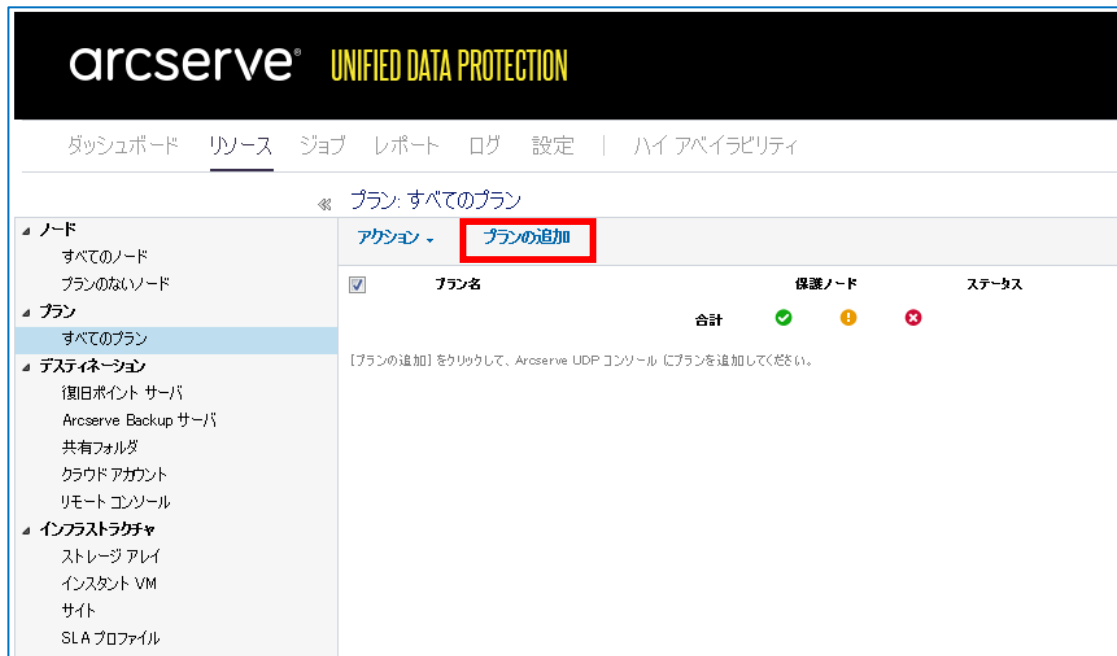 arcserve® UNIFIED DATA PROTECTION
ダッシュボード リソース ジョブ レポート ログ 設定 | ハイ アベイラビリティ
« プラン: すべてのプラン
ノード
すべてのノード
プランのないノード
プラン
すべてのプラン
デスティネーション
復旧ポイント サーバ
Arcserve Backup サーバ
共有フォルダ
クラウド アカウント
リモート コンソール
インフラストラクチャ
ストレージ アレイ
インスタント VM
サイト
SLA プロファイル
アクション プランの追加
プラン名 保護ノード ステータス
合計
[プランの追加] をクリックして、Arcserve UDP コンソール にプランを追加してください。